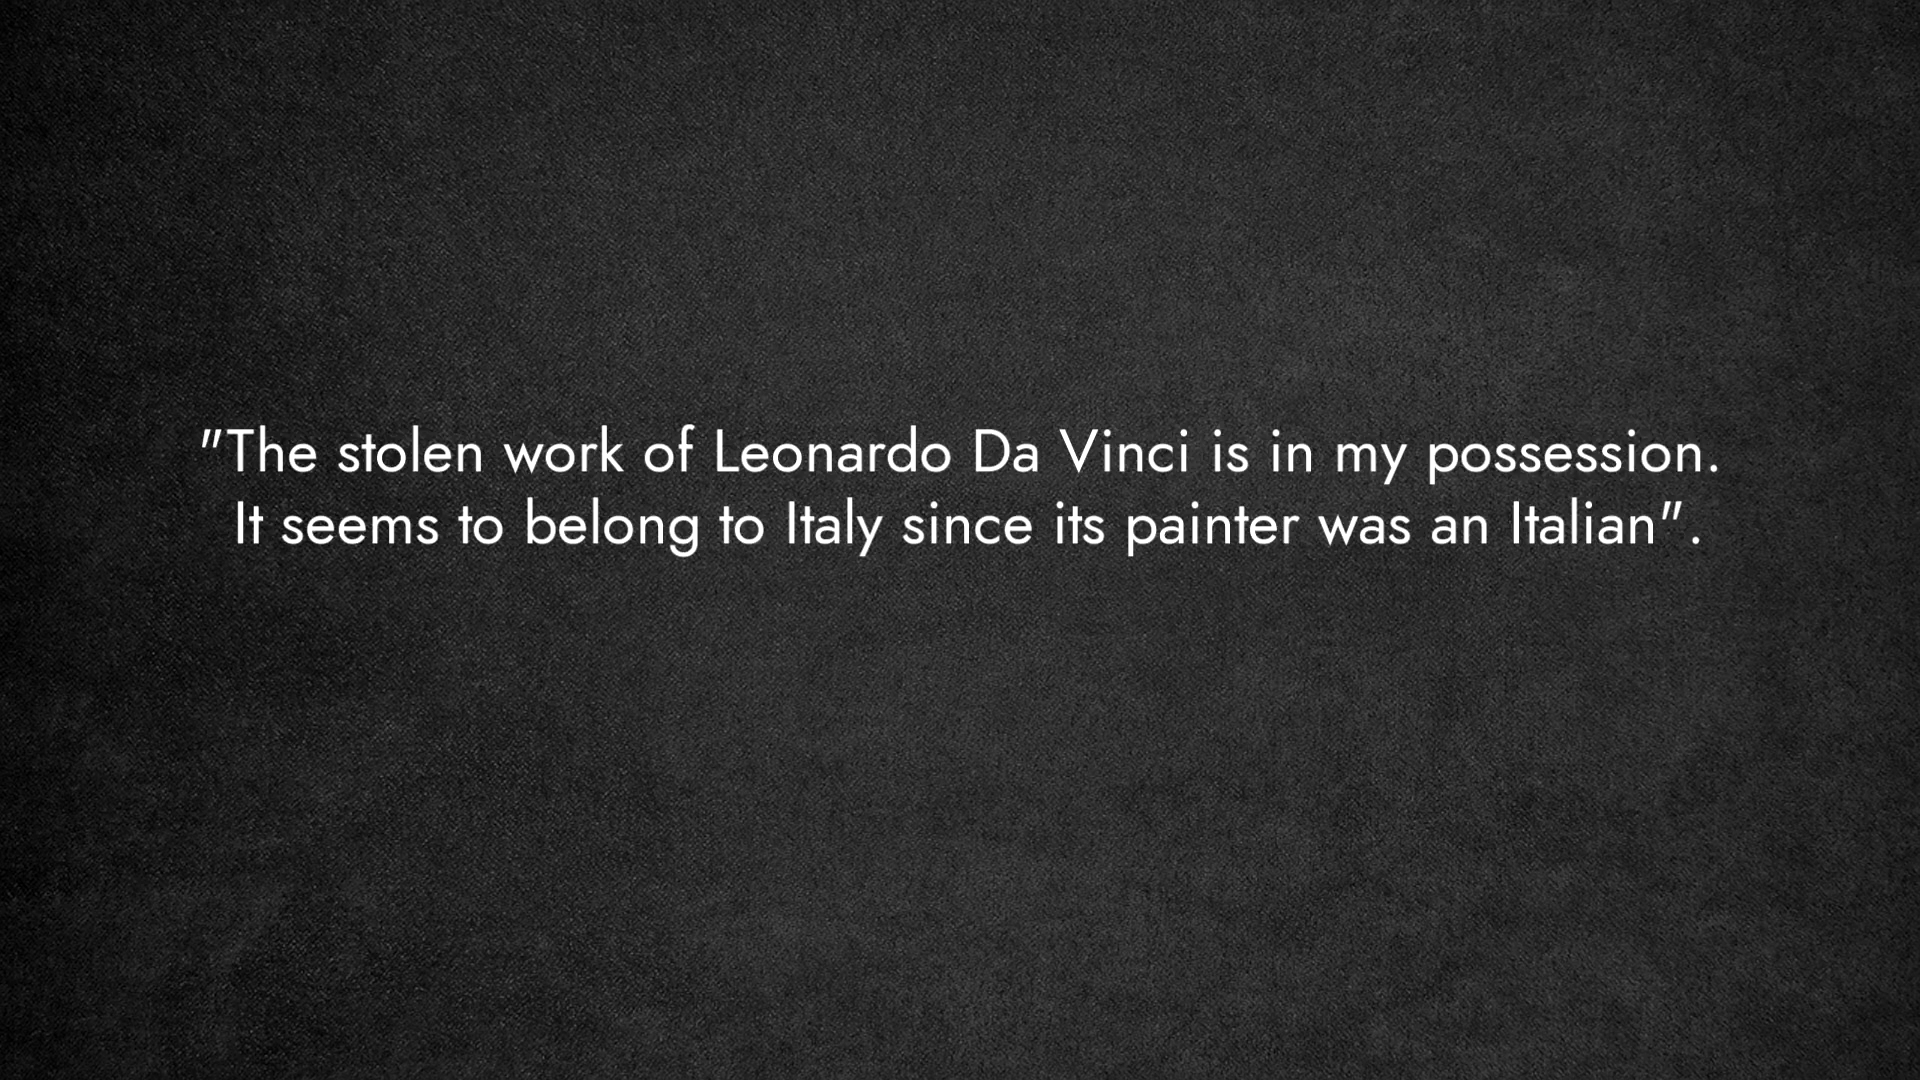 "The stolen work of Leonardo Da Vinci is in my possession.
It seems to belong to Italy since its painter was an Italian".